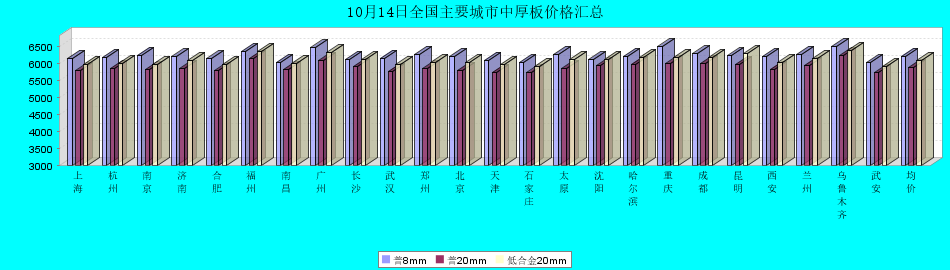 10月14日全国主要城市中厚板价格汇总
6500
6000
5500
5000
4500
4000
3500
3000
上海
杭州
南京
济南
合肥
福州
南昌
广州
长沙
武汉
郑州
北京
天津
石家庄
太原
沈阳
哈尔滨
重庆
成都
昆明
西安
兰州
乌鲁木齐
武安
均价
普8mm
普20mm
低合金20mm